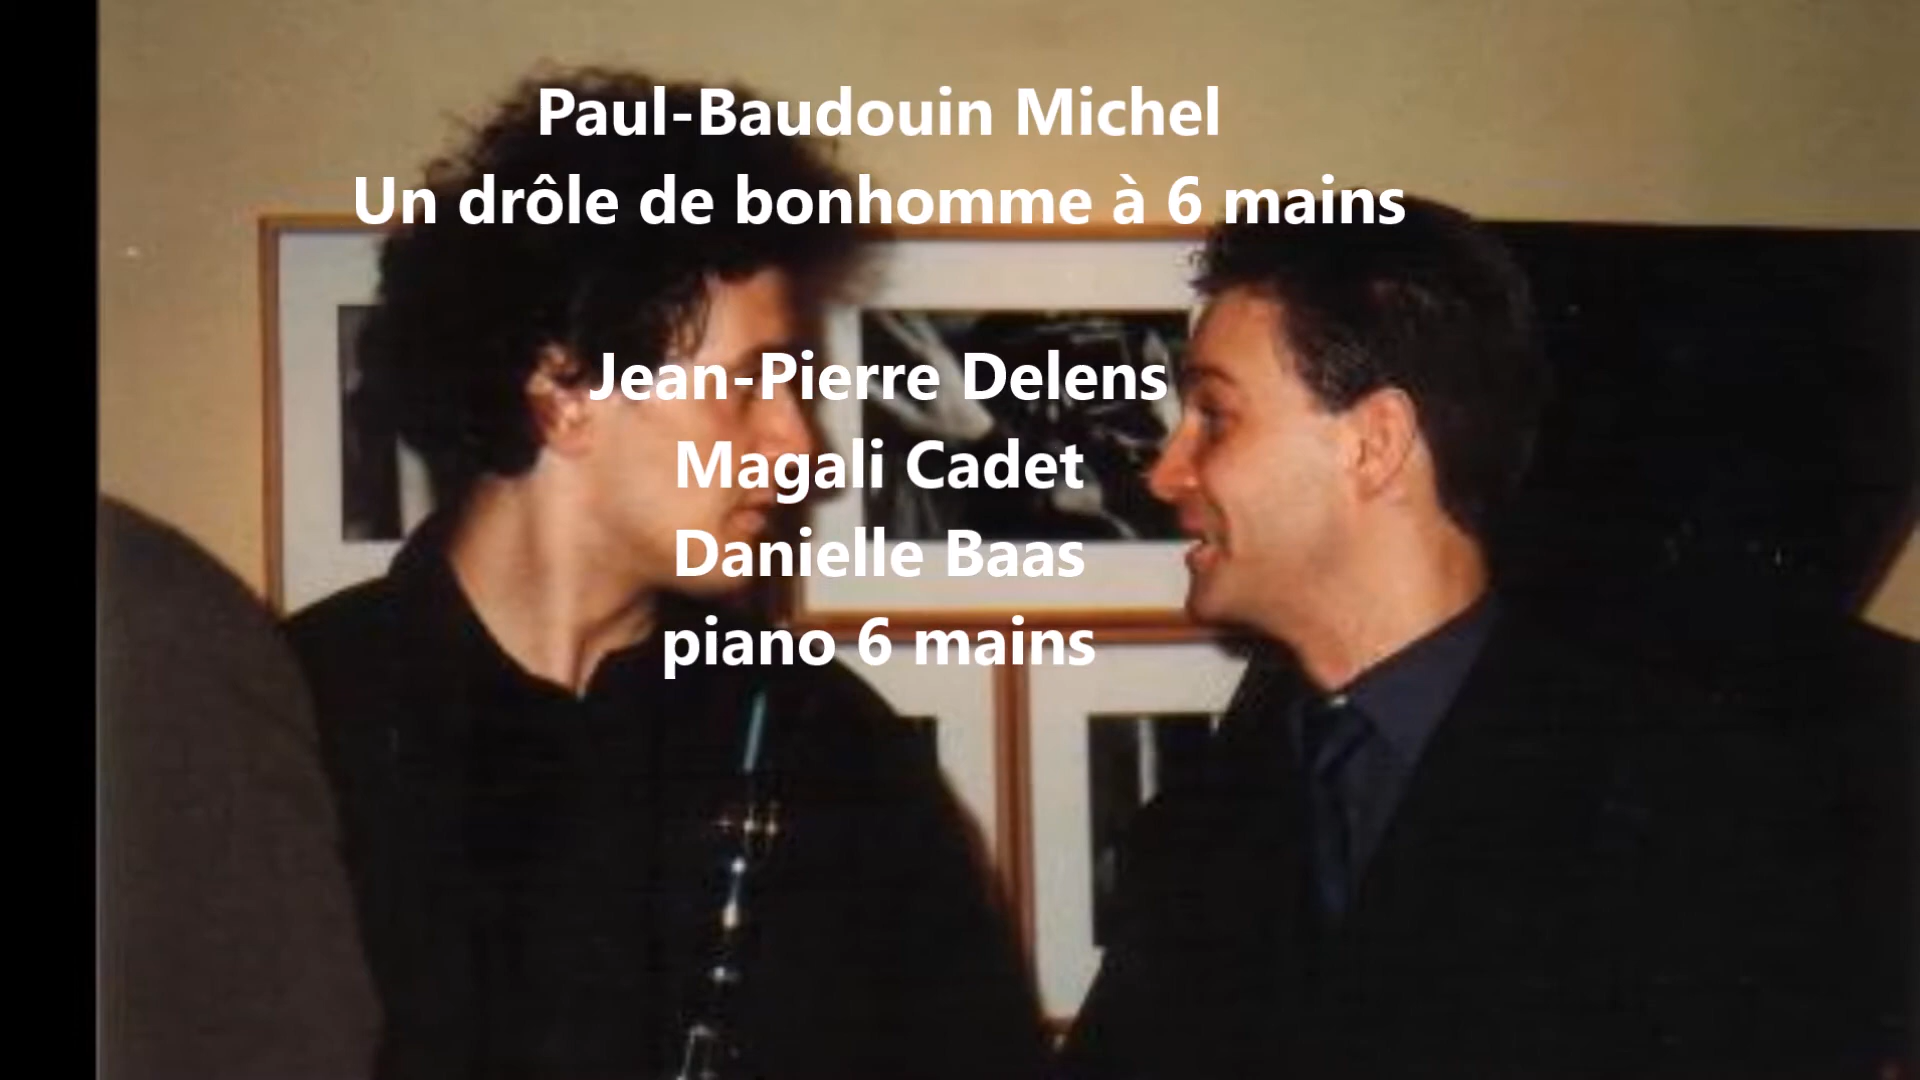 Paul-Baudouin Michel
Un drôle de bonhomme à 6 mains
Jean-Pierre Delens
Magali Cadet
Danielle Baas
piano 6 mains